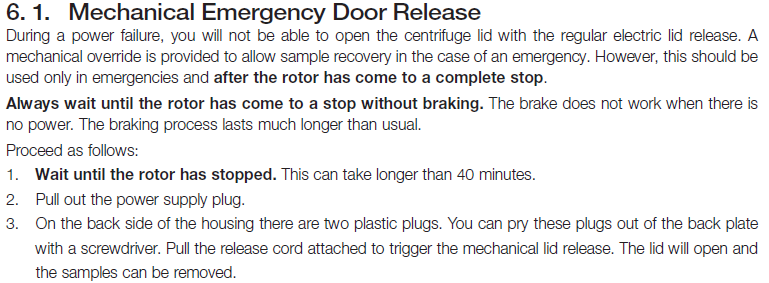 6. 1. Mechanical Emergency Door Release
During a power failure, you will not be able to open the centrifuge lid with the regular electric lid release. A
mechanical override is provided to allow sample recovery in the case of an emergency. However, this should be
used only in emergencies and after the rotor has come to a complete stop.
Always wait until the rotor has come to a stop without braking. The brake does not work when there is
no power. The braking process lasts much longer than usual.
Proceed as follows:
1. Wait until the rotor has stopped. This can take longer than 40 minutes.
2. Pull out the power supply plug.
3. On the back side of the housing there are two plastic plugs. You can pry these plugs out of the back plate
with a screwdriver. Pull the release cord attached to trigger the mechanical lid release. The lid will open and
the samples can be removed.